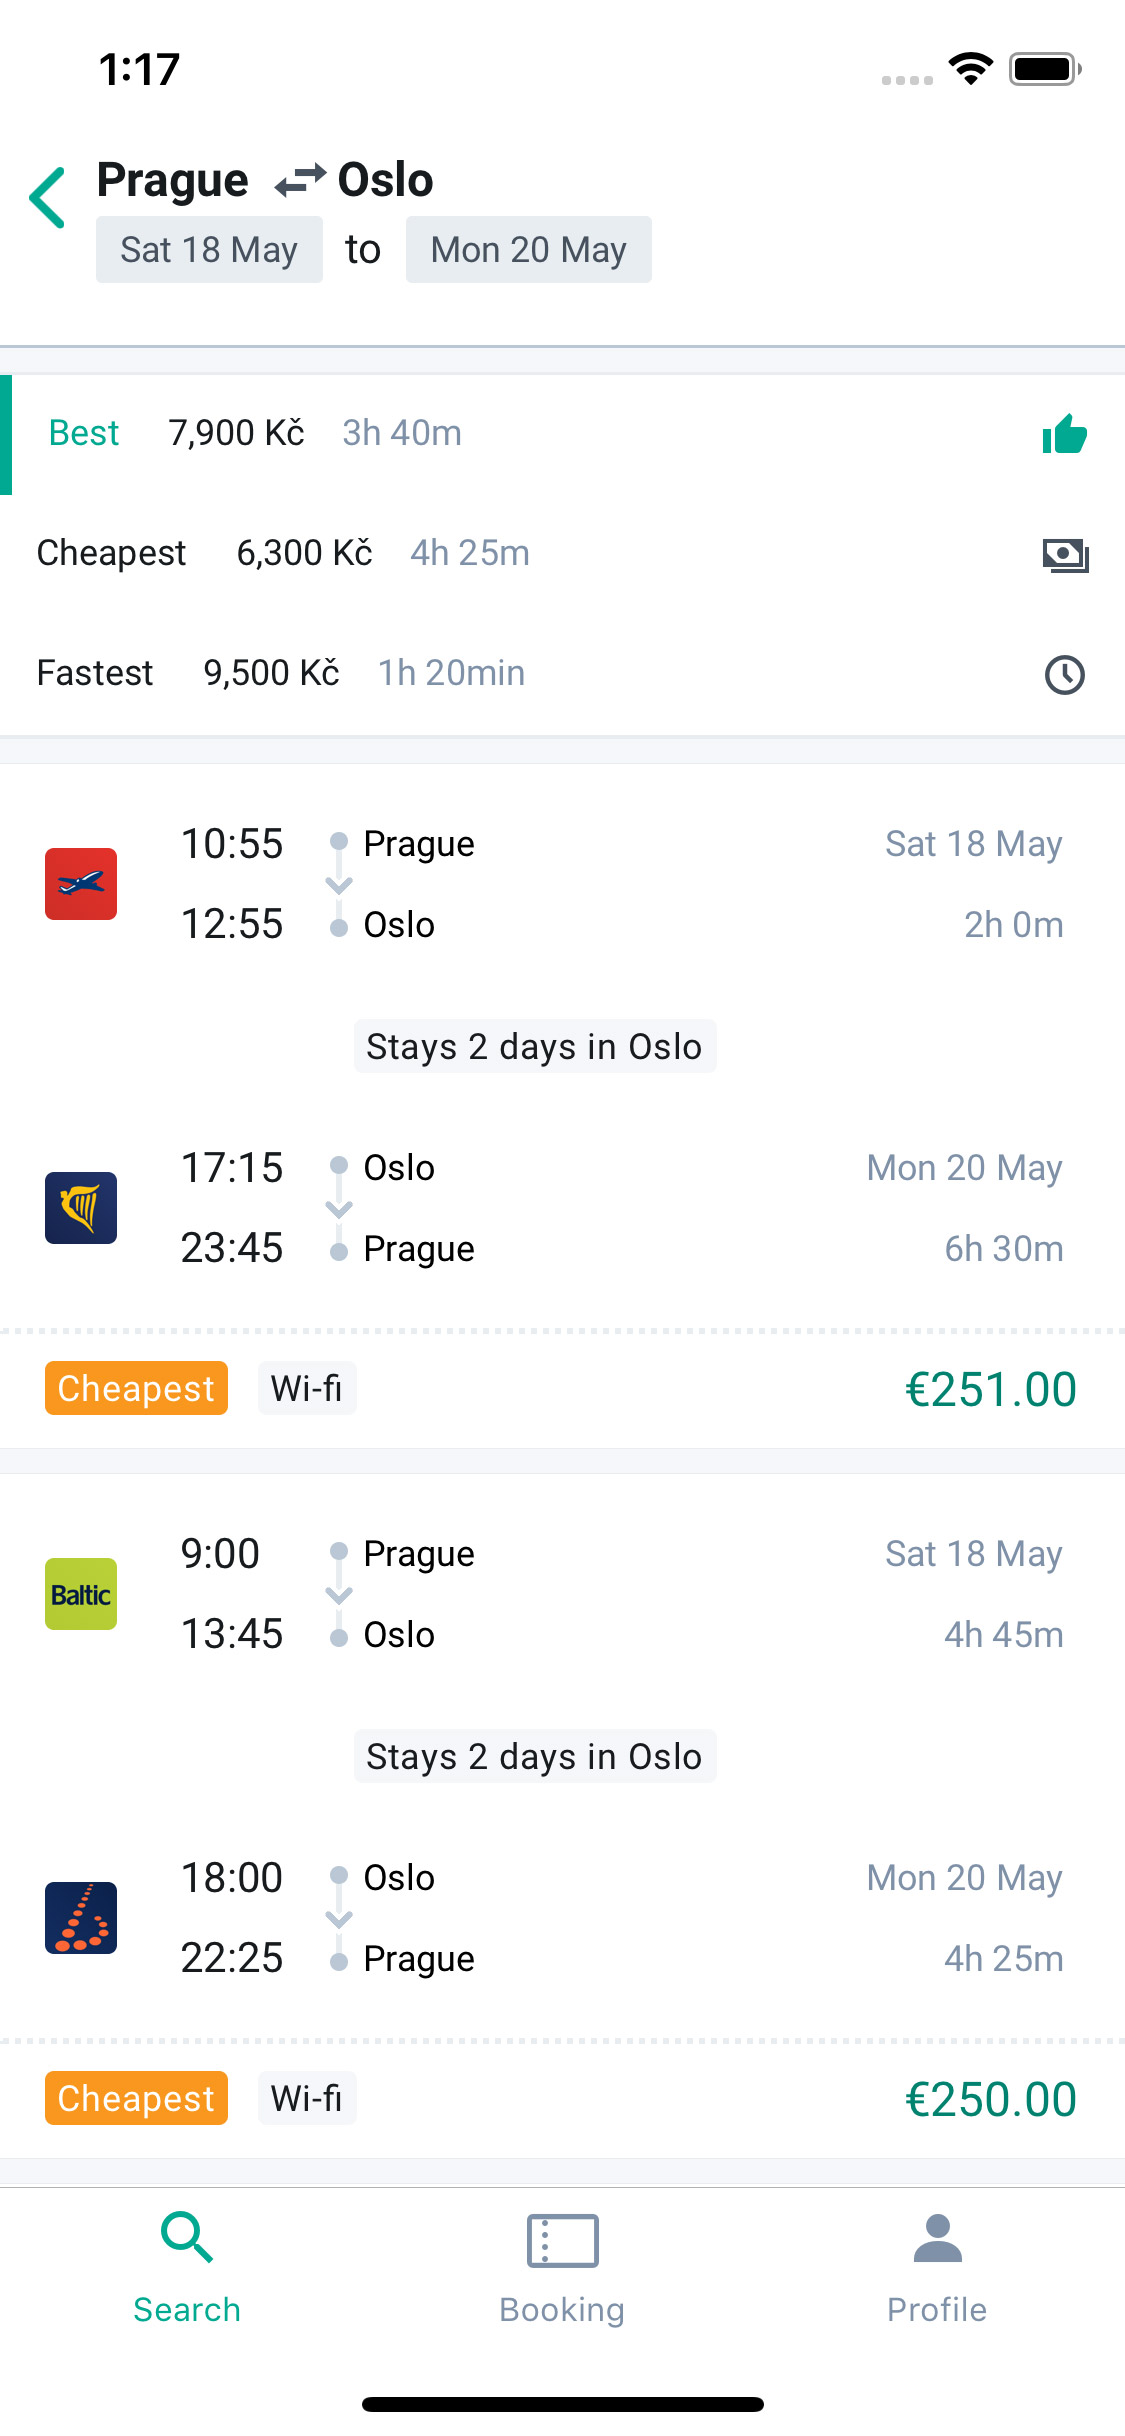 1:17
Prague Oslo
Sat 18 May to Mon 20 May
Best 7,900 Kč 3h 40m
Cheapest 6,300 Kč 4h 25m
Fastest 9,500 Kč 1h 20min
10:55 Prague Sat 18 May
12:55 Oslo 2h 0m
Stays 2 days in Oslo
17:15 Oslo Mon 20 May
23:45 Prague 6h 30m
Cheapest Wi-fi €251.00
9:00 Prague Sat 18 May
Baltic
13:45 Oslo 4h 45m
Stays 2 days in Oslo
18:00 Oslo Mon 20 May
22:25 Prague 4h 25m
Cheapest Wi-fi €250.00
Search Booking Profile